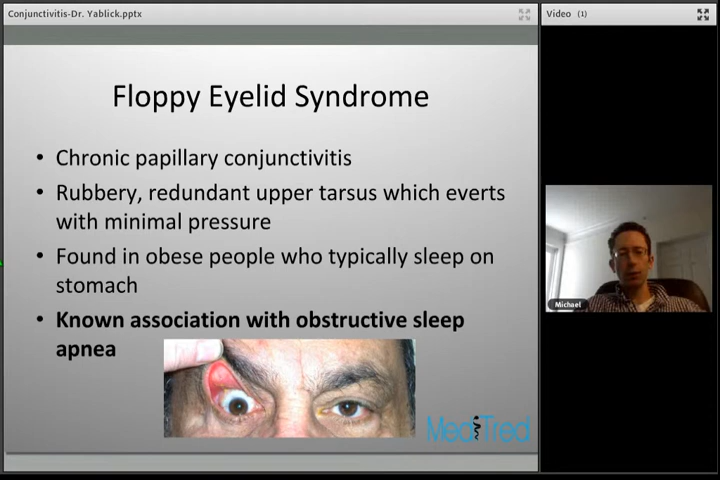 Conjunctivitis-Dr. Yablick.pptx
Video (1)
Floppy Eyelid Syndrome
• Chronic papillary conjunctivitis
• Rubbery, redundant upper tarsus which everts
with minimal pressure
• Found in obese people who typically sleep on
stomach
• Known association with obstructive sleep
apnea
Michael
MediTred